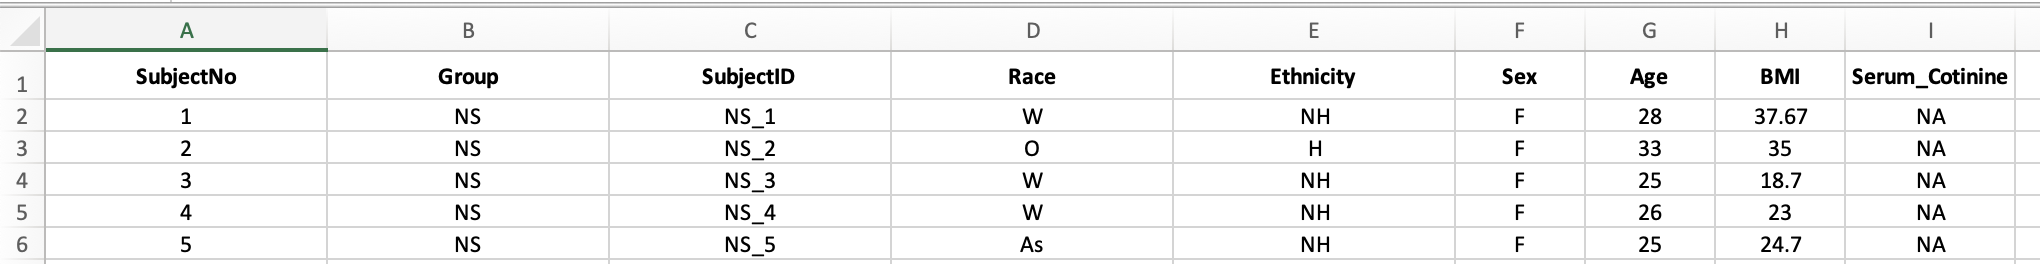 A B C D E F G H I
1 SubjectNo Group SubjectID Race Ethnicity Sex Age BMI Serum_Cotinine
2 1 NS NS_1 W NH F 28 37.67 NA
3 2 NS NS_2 O H F 33 35 NA
4 3 NS NS_3 W NH F 25 18.7 NA
5 4 NS NS_4 W NH F 26 23 NA
6 5 NS NS_5 As NH F 25 24.7 NA